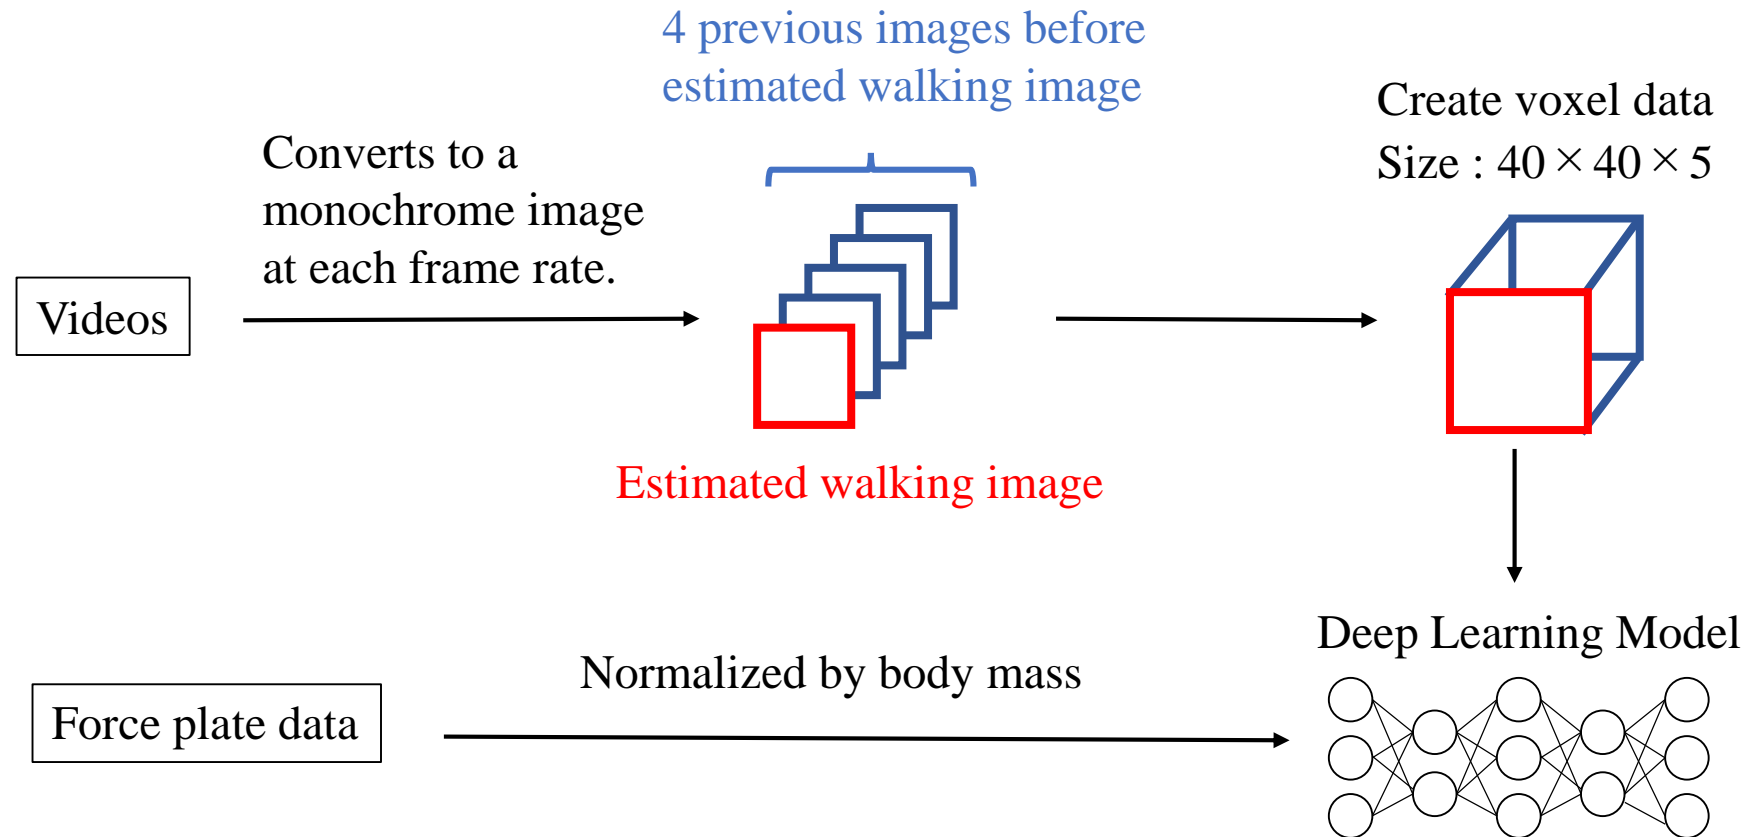 4 previous images before
estimated walking image
Create voxel data
Size : 40×40×5
Converts to a
monochrome image
at each frame rate.
Videos
Estimated walking image
Deep Learning Model
Normalized by body mass
Force plate data